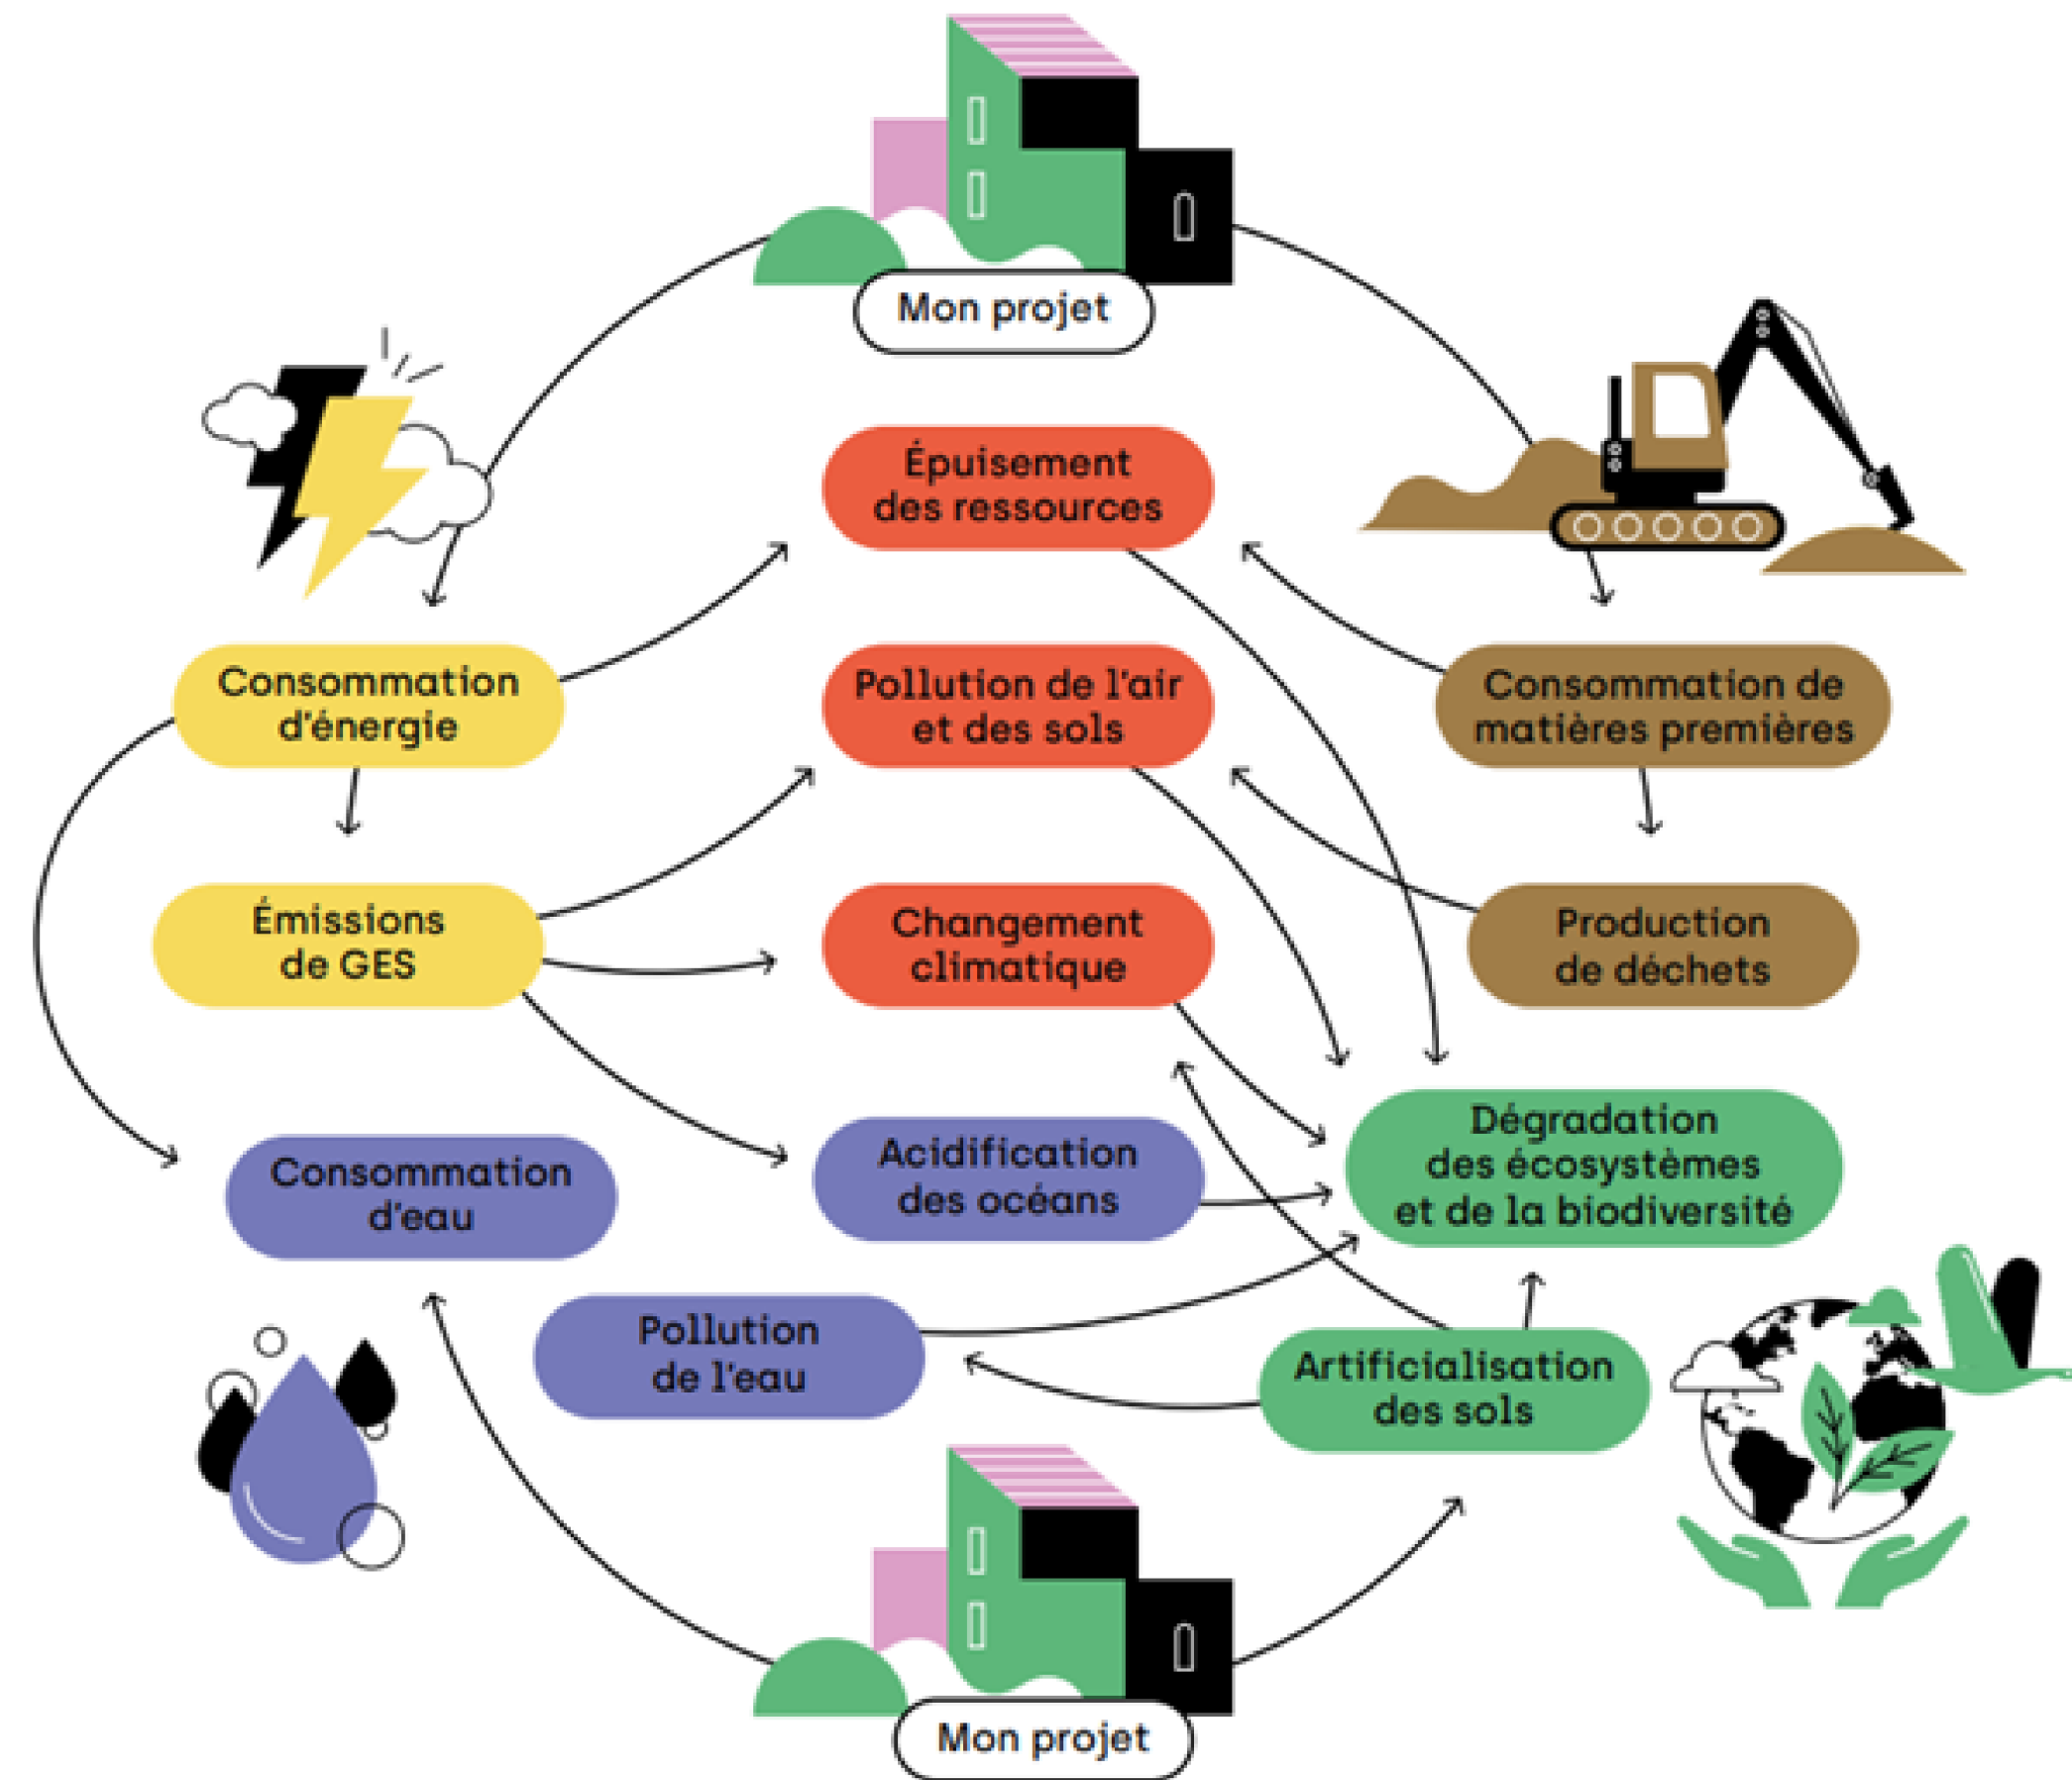 Mon projet
Épuisement
des ressources
Consommation
d'énergie
Pollution de l'air
et des sols
Consommation de
matières premières
Émissions
de GES
Changement
climatique
Production
de déchets
Consommation
d'eau
Acidification
des océans
Dégradation
des écosystèmes
et de la biodiversité
Pollution
de l'eau
Artificialisation
des sols
Mon projet